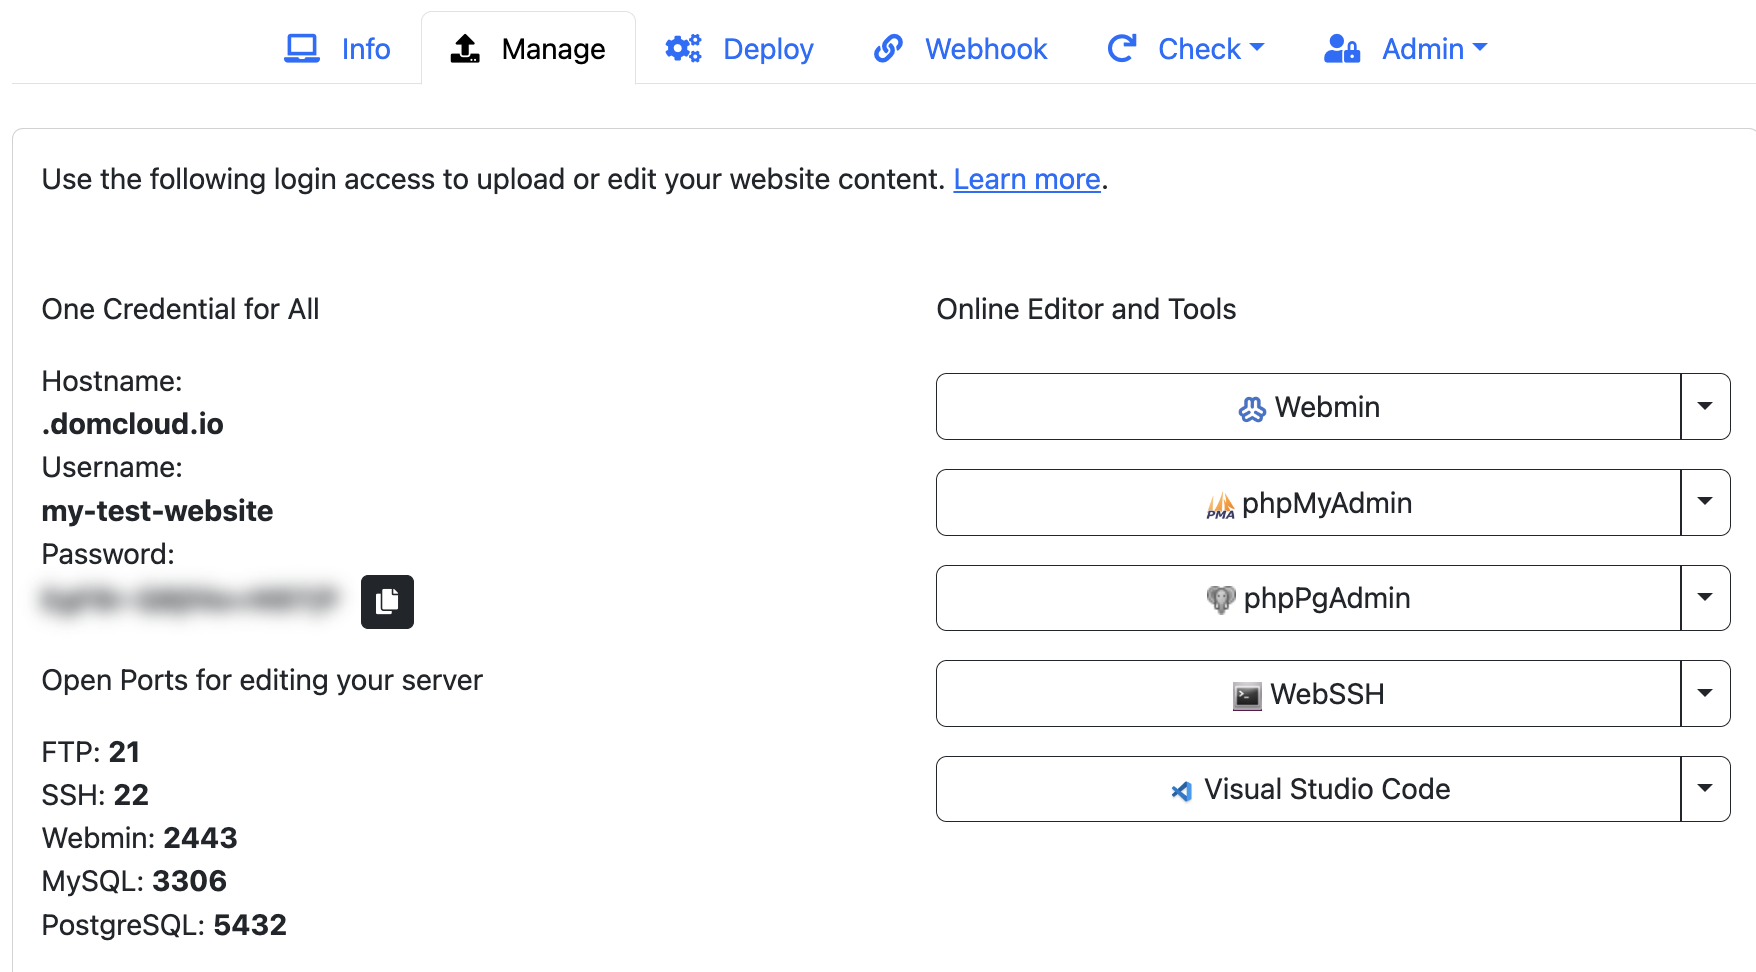 Info Manage Deploy Webhook Check Admin
Use the following login access to upload or edit your website content. Learn more.
One Credential for All
Hostname:
.domcloud.io
Username:
my-test-website
Password:
Open Ports for editing your server
FTP: 21
SSH: 22
Webmin: 2443
MySQL: 3306
PostgreSQL: 5432
Online Editor and Tools
Webmin
PMA phpMyAdmin
phpPgAdmin
WebSSH
Visual Studio Code